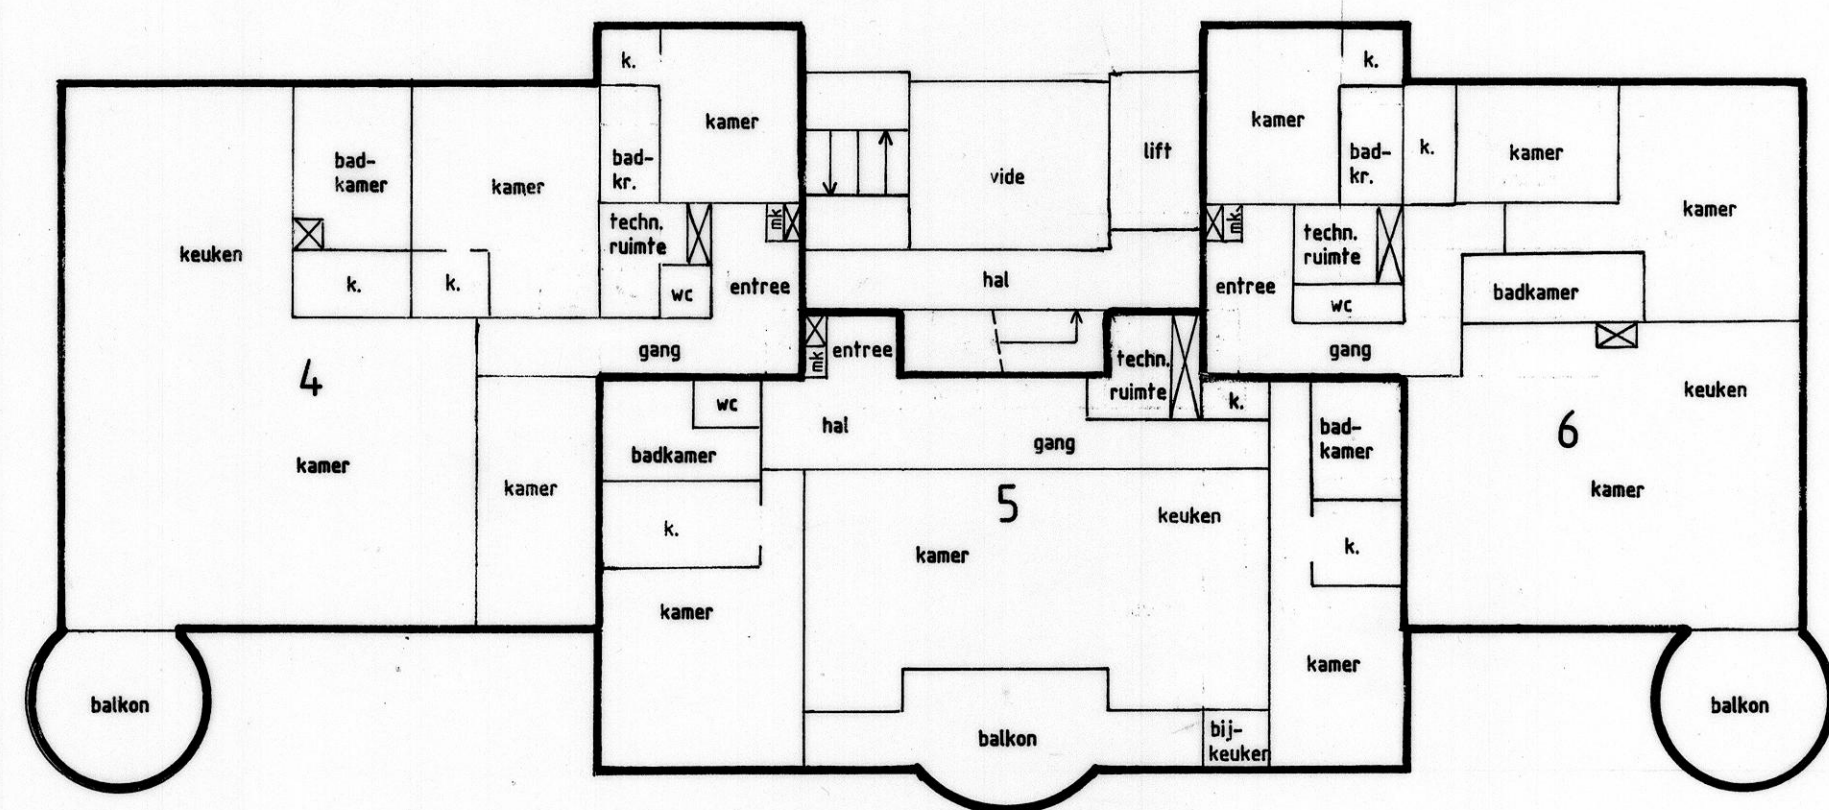 k.
kamer
bad-
kamer
kamer
bad-
kr.
keuken
k.
k.
techn.
ruimte
wc
mk
entree
gang
4
kamer
kamer
vide
lift
hal
kamer
k.
bad-
kr.
k.
kamer
kamer
mk.
techn.
ruimte
entree
wc
badkamer
gang
keuken
6
kamer
mk
entree
techn.
ruimte
k.
wc
hal
gang
badkamer
k.
kamer
5
keuken
kamer
bad-
kamer
k.
kamer
balkon
balkon
bij-
keuken
balkon